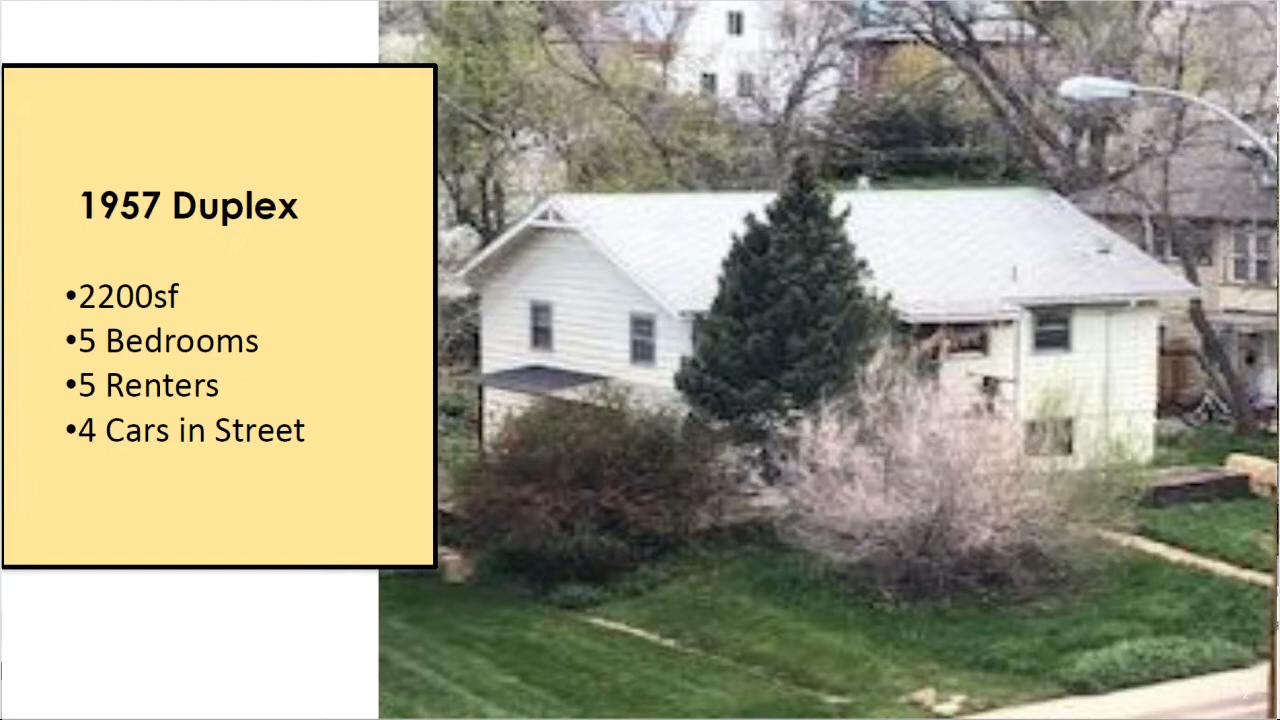 1957 Duplex
•2200sf
•5 Bedrooms
•5 Renters
•4 Cars in Street